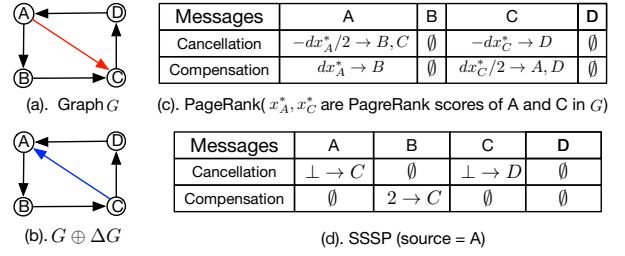 A D
B C
(a). Graph G
Messages A B C D
Cancellation −dx*_A/2 → B, C ∅ −dx*_C → D ∅
Compensation dx*_A → B ∅ dx*_C/2 → A, D ∅
(c). PageRank( x*_A, x*_C are PagreRank scores of A and C in G)
A D
B C
(b). G ⊕ ΔG
Messages A B C D
Cancellation ⊥ → C ∅ ⊥ → D ∅
Compensation ∅ 2 → C ∅ ∅
(d). SSSP (source = A)